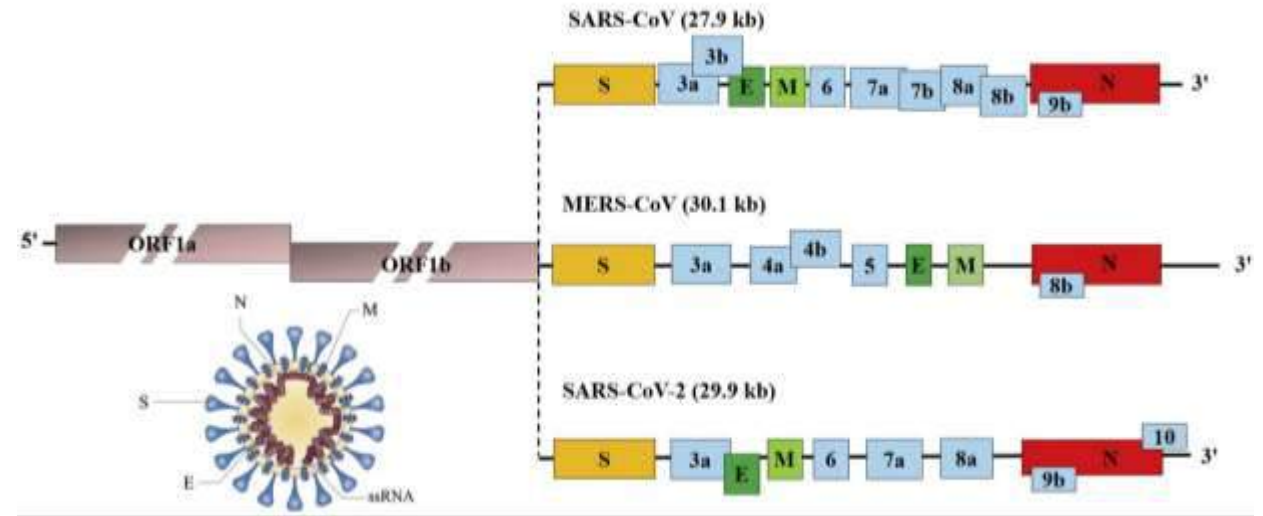 SARS-CoV (27.9 kb)
S 3a 3b E M 6 7a 7b 8a 8b 9b N 3'
MERS-CoV (30.1 kb)
5' ORF1a ORF1b
S 3a 4a 4b 5 E M 8b N 3'
SARS-CoV-2 (29.9 kb)
S 3a E M 6 7a 8a 9b N 10 3'
N M
S
E ssRNA